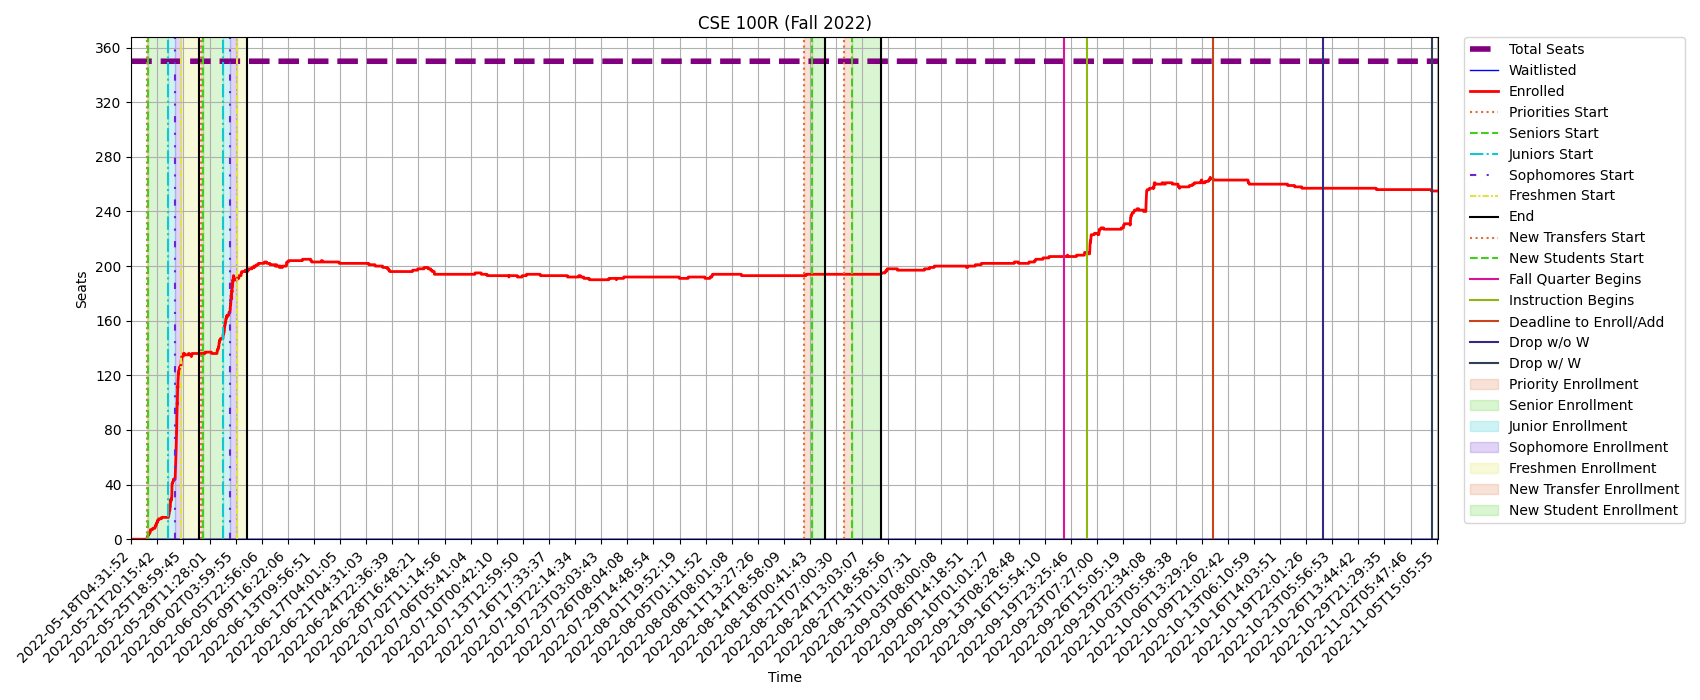 CSE 100R (Fall 2022)
Seats
360
320
280
240
200
160
120
80
40
0
2022-05-18T04:31:52
2022-05-21T20:15:42
2022-05-25T18:59:45
2022-05-29T11:28:01
2022-06-02T03:59:55
2022-06-05T22:56:06
2022-06-09T16:22:06
2022-06-13T09:56:51
2022-06-17T04:01:05
2022-06-21T04:31:03
2022-06-24T22:36:39
2022-06-28T16:48:21
2022-07-02T11:14:56
2022-07-06T05:41:04
2022-07-10T00:42:10
2022-07-13T12:59:50
2022-07-16T17:33:37
2022-07-19T22:14:34
2022-07-23T03:03:43
2022-07-26T08:04:08
2022-07-29T14:48:54
2022-08-01T19:52:19
2022-08-05T01:11:52
2022-08-08T08:01:08
2022-08-11T13:27:26
2022-08-14T18:58:09
2022-08-18T00:41:43
2022-08-21T07:00:30
2022-08-24T13:03:07
2022-08-27T18:58:56
2022-08-31T01:07:31
2022-09-03T08:00:08
2022-09-06T14:18:51
2022-09-10T01:01:27
2022-09-13T08:28:48
2022-09-16T15:54:10
2022-09-19T23:25:46
2022-09-23T07:27:00
2022-09-26T15:05:19
2022-09-29T22:34:08
2022-10-03T05:58:38
2022-10-06T13:29:26
2022-10-09T21:02:42
2022-10-13T06:10:59
2022-10-16T14:03:51
2022-10-19T22:01:26
2022-10-23T05:56:53
2022-10-26T13:44:42
2022-10-29T21:29:35
2022-11-02T05:47:46
2022-11-05T15:05:55
Time
Total Seats
Waitlisted
Enrolled
Priorities Start
Seniors Start
Juniors Start
Sophomores Start
Freshmen Start
End
New Transfers Start
New Students Start
Fall Quarter Begins
Instruction Begins
Deadline to Enroll/Add
Drop w/o W
Drop w/ W
Priority Enrollment
Senior Enrollment
Junior Enrollment
Sophomore Enrollment
Freshmen Enrollment
New Transfer Enrollment
New Student Enrollment